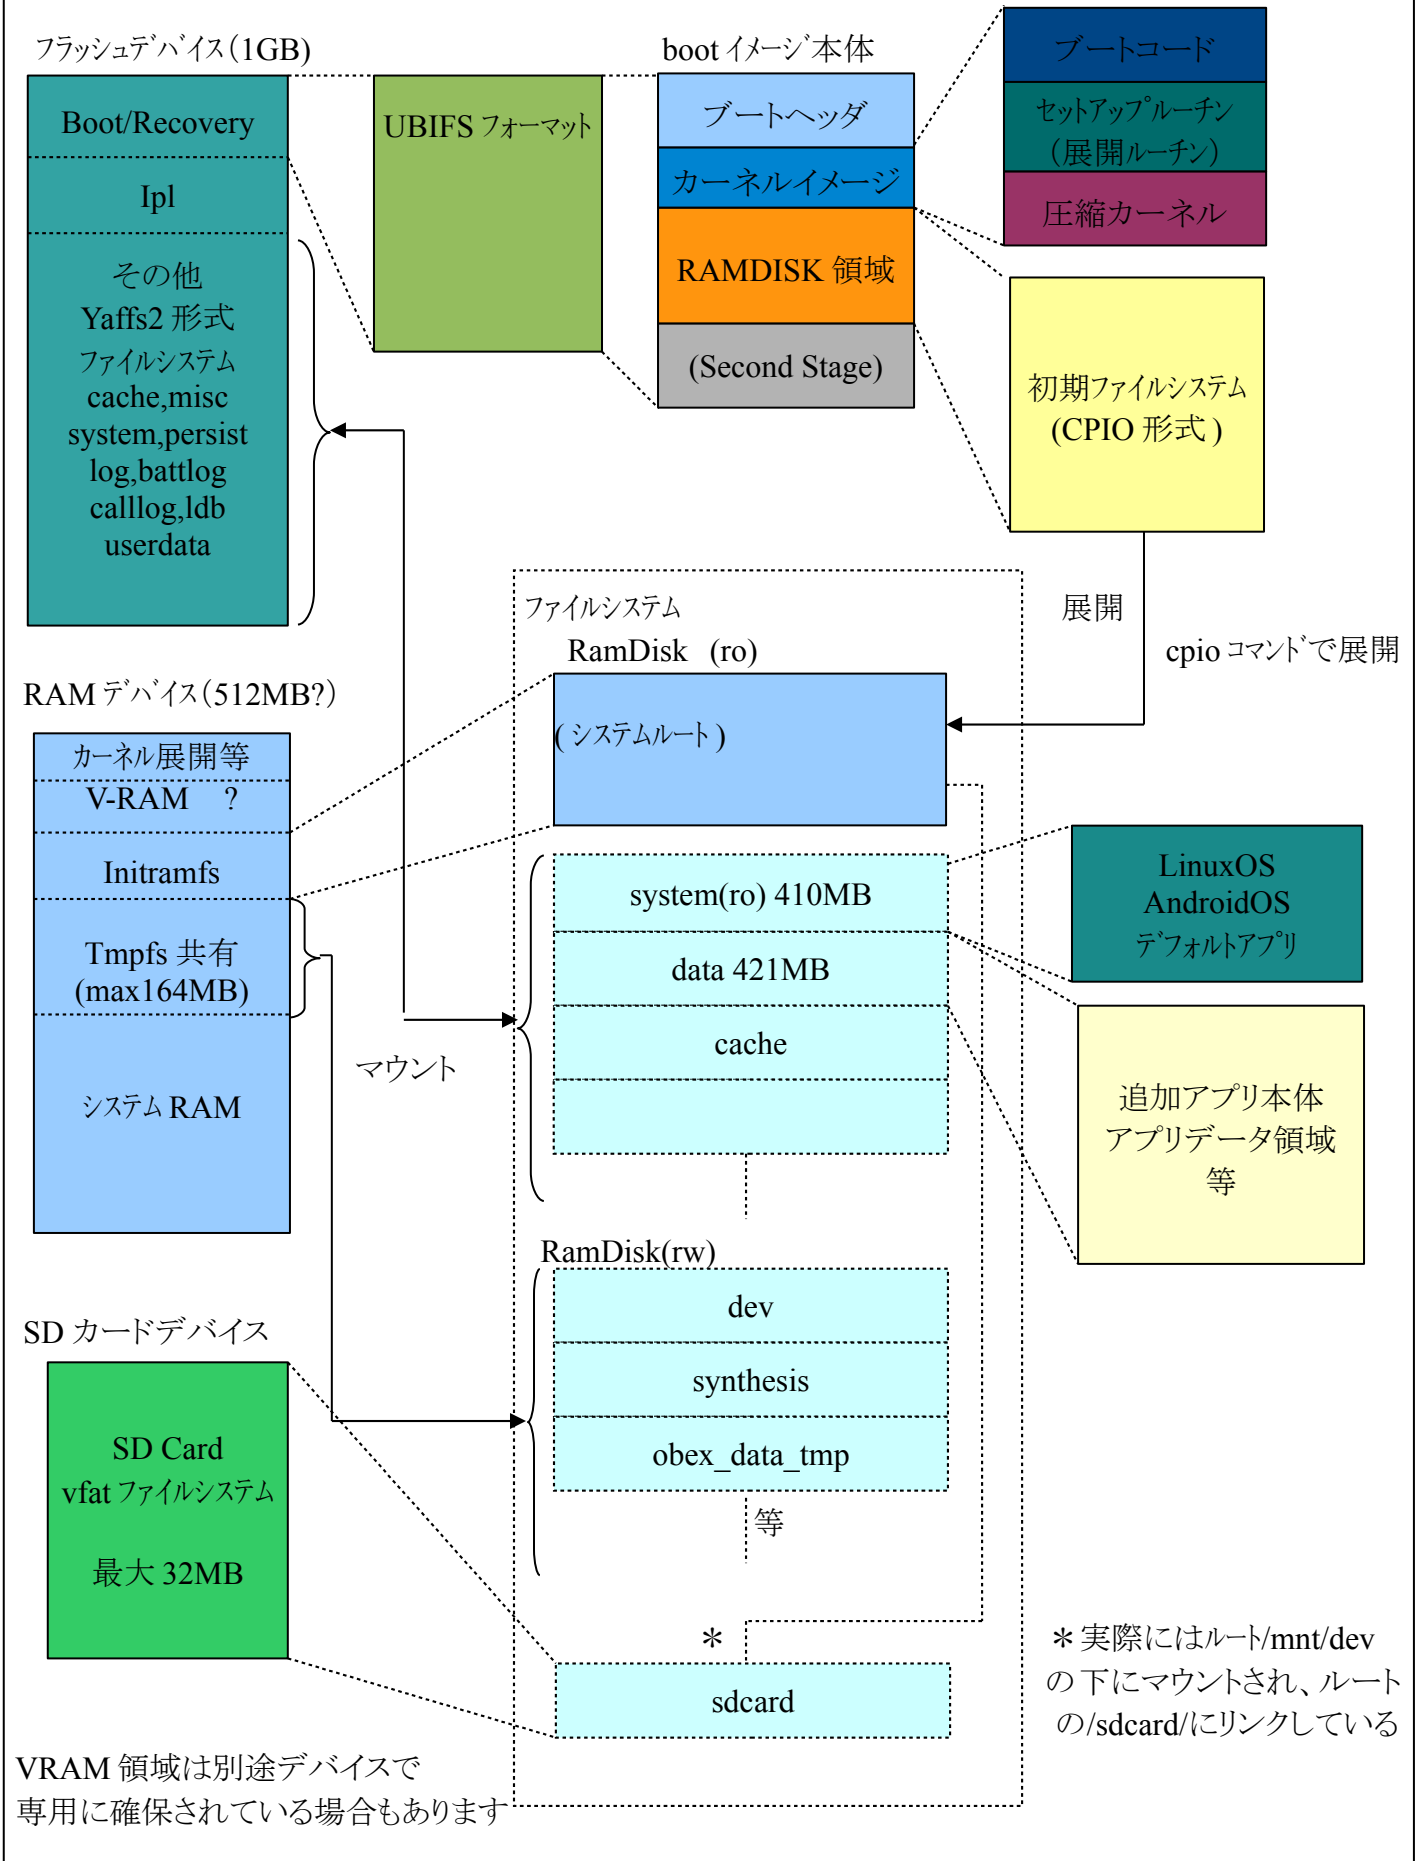 フラッシュデバイス(1GB)
Boot/Recovery
Ipl
その他
Yaffs2 形式
ファイルシステム
cache,misc
system,persist
log,battlog
calllog,ldb
userdata
UBIFS フォーマット
boot イメージ本体
ブートヘッダ
カーネルイメージ
RAMDISK 領域
(Second Stage)
ブートコード
セットアップルーチン
(展開ルーチン)
圧縮カーネル
初期ファイルシステム
(CPIO 形式 )
展開
cpio コマンドで展開
ファイルシステム
RamDisk (ro)
( システムルート )
RAM デバイス(512MB?)
カーネル展開等
V-RAM ?
Initramfs
Tmpfs 共有
(max164MB)
システム RAM
マウント
system(ro) 410MB
data 421MB
cache
LinuxOS
AndroidOS
デフォルトアプリ
追加アプリ本体
アプリデータ領域
等
RamDisk(rw)
dev
synthesis
obex_data_tmp
等
SD カードデバイス
SD Card
vfat ファイルシステム
最大 32MB
＊
sdcard
＊実際にはルート/mnt/dev
の下にマウントされ、ルート
の/sdcard/にリンクしている
VRAM 領域は別途デバイスで
専用に確保されている場合もあります